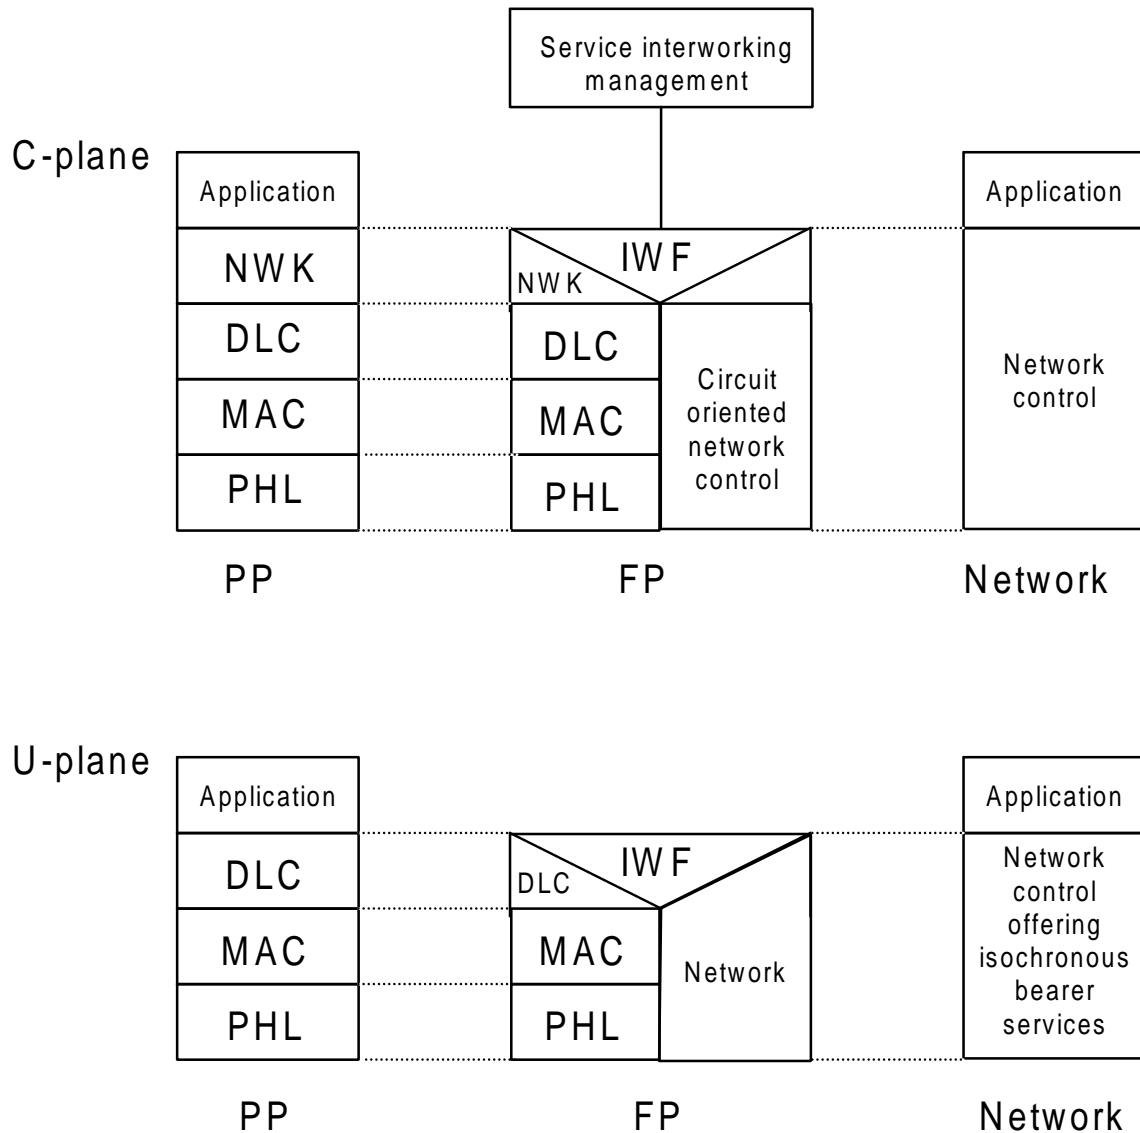 Service interworking
management
C-plane
Application
NWK
DLC
MAC
PHL
PP
IWF
NWK
DLC
MAC
PHL
Circuit
oriented
network
control
FP
Application
Network
control
Network
U-plane
Application
DLC
MAC
PHL
PP
IWF
DLC
MAC
PHL
Network
FP
Application
Network
control
offering
isochronous
bearer
services
Network